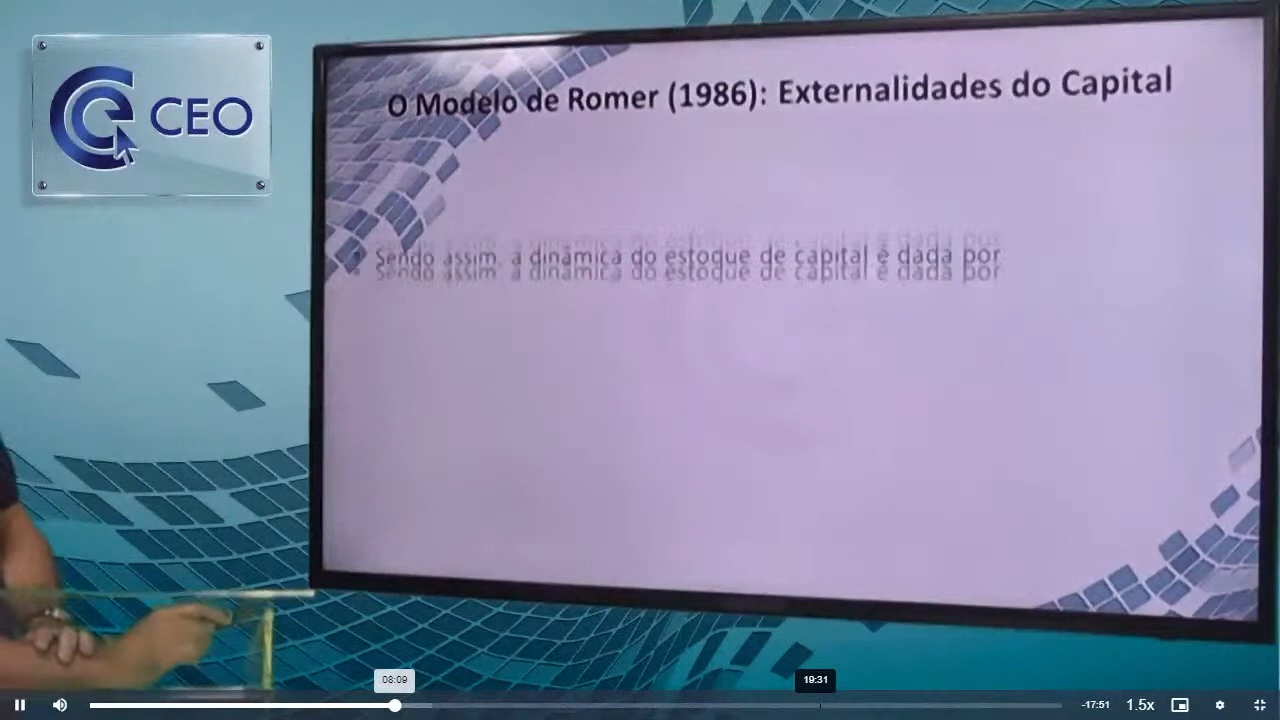 CEO
O Modelo de Romer (1986): Externalidades do Capital
Sendo assim, a dinâmica do estoque de capital é dada por
08:09
19:31
-17:51
1.5x